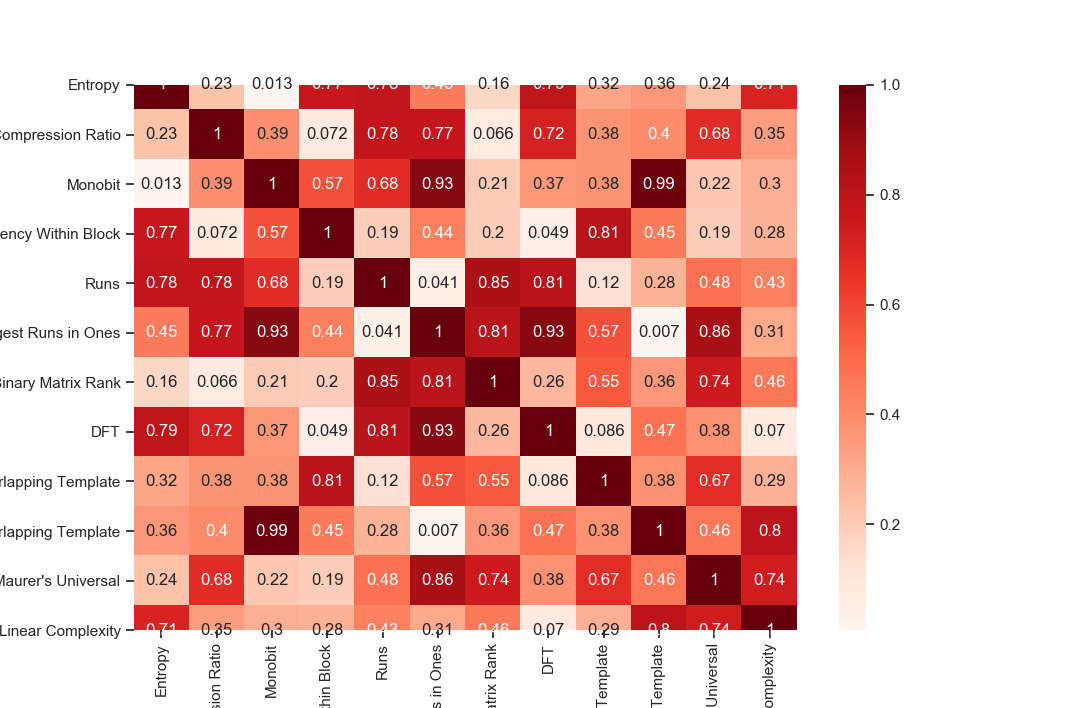 Entropy 0.23 0.013 0.16 0.32 0.36 0.24 1.0
Compression Ratio 0.23 1 0.39 0.072 0.78 0.77 0.066 0.72 0.38 0.4 0.68 0.35
Monobit 0.013 0.39 1 0.57 0.68 0.93 0.21 0.37 0.38 0.99 0.22 0.3
0.8
ency Within Block 0.77 0.072 0.57 1 0.19 0.44 0.2 0.049 0.81 0.45 0.19 0.28
Runs 0.78 0.78 0.68 0.19 1 0.041 0.85 0.81 0.12 0.28 0.48 0.43
0.6
gest Runs in Ones 0.45 0.77 0.93 0.44 0.041 1 0.81 0.93 0.57 0.007 0.86 0.31
Binary Matrix Rank 0.16 0.066 0.21 0.2 0.85 0.81 1 0.26 0.55 0.36 0.74 0.46
0.4
DFT 0.79 0.72 0.37 0.049 0.81 0.93 0.26 1 0.086 0.47 0.38 0.07
rlapping Template 0.32 0.38 0.38 0.81 0.12 0.57 0.55 0.086 1 0.38 0.67 0.29
rlapping Template 0.36 0.4 0.99 0.45 0.28 0.007 0.36 0.47 0.38 1 0.46 0.8
0.2
Maurer's Universal 0.24 0.68 0.22 0.19 0.48 0.86 0.74 0.38 0.67 0.46 1 0.74
Linear Complexity 0.71 0.35 0.3 0.28 0.43 0.31 0.46 0.07 0.29 0.8 0.74 1
Entropy
sion Ratio
Monobit
thin Block
Runs
s in Ones
atrix Rank
DFT
Template
Template
Universal
omplexity